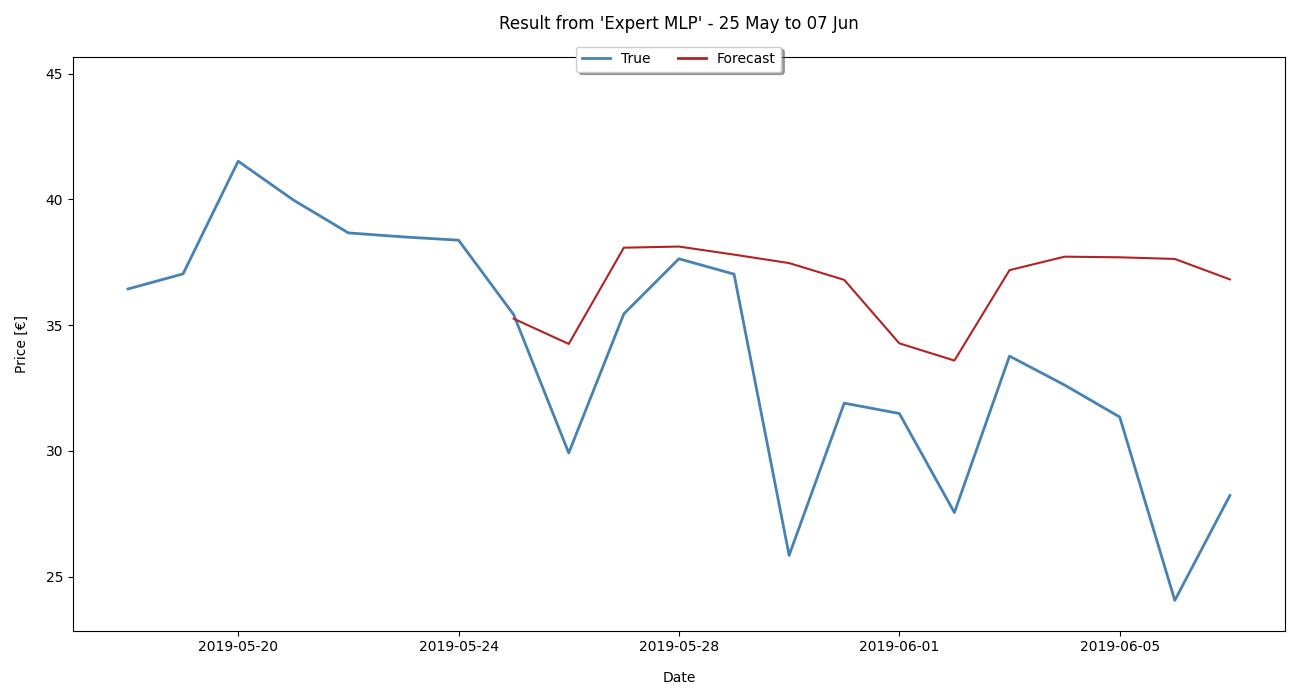 Result from 'Expert MLP' - 25 May to 07 Jun
True Forecast
45
40
35
30
25
Price [€]
2019-05-20 2019-05-24 2019-05-28 2019-06-01 2019-06-05
Date